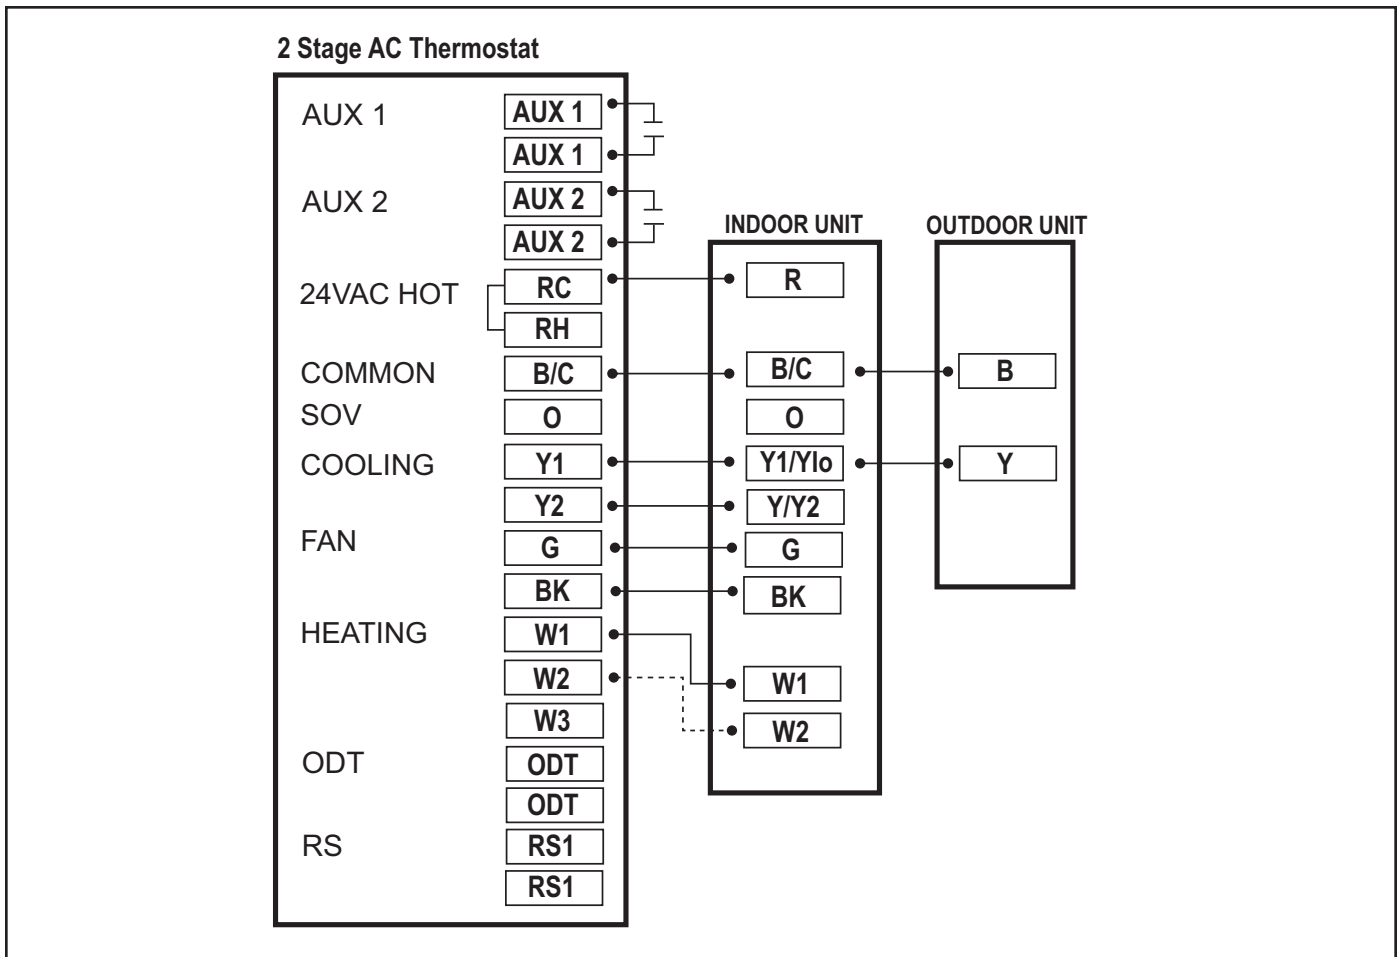 2 Stage AC Thermostat
AUX 1 AUX 1
AUX 1
AUX 2 AUX 2
AUX 2
INDOOR UNIT OUTDOOR UNIT
24VAC HOT RC R
RH
COMMON B/C B/C B
SOV O O
COOLING Y1 Y1/Ylo Y
Y2 Y/Y2
FAN G G
BK BK
HEATING W1
W2 W1
W3 W2
ODT ODT
ODT
RS RS1
RS1